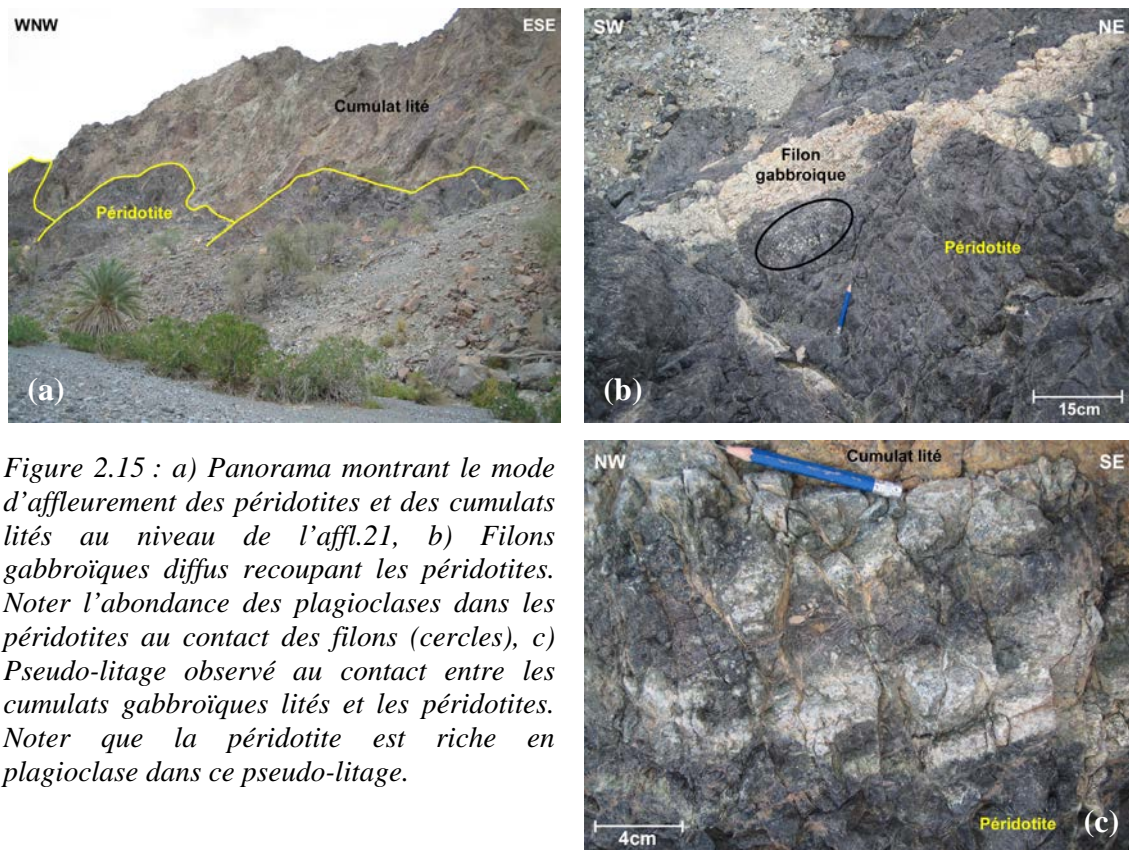 WNW
ESE
Cumulat lité
Péridotite
(a)
SW
NE
Filon
gabbroique
Péridotite
(b)
15cm
Figure 2.15 : a) Panorama montrant le mode
d'affleurement des péridotites et des cumulats
lités au niveau de l'affl.21, b) Filons
gabbroïques diffus recoupant les péridotites.
Noter l'abondance des plagioclases dans les
péridotites au contact des filons (cercles), c)
Pseudo-litage observé au contact entre les
cumulats gabbroïques lités et les péridotites.
Noter que la péridotite est riche en
plagioclase dans ce pseudo-litage.
NW
Cumulat lité
SE
4cm
Péridotite
(c)